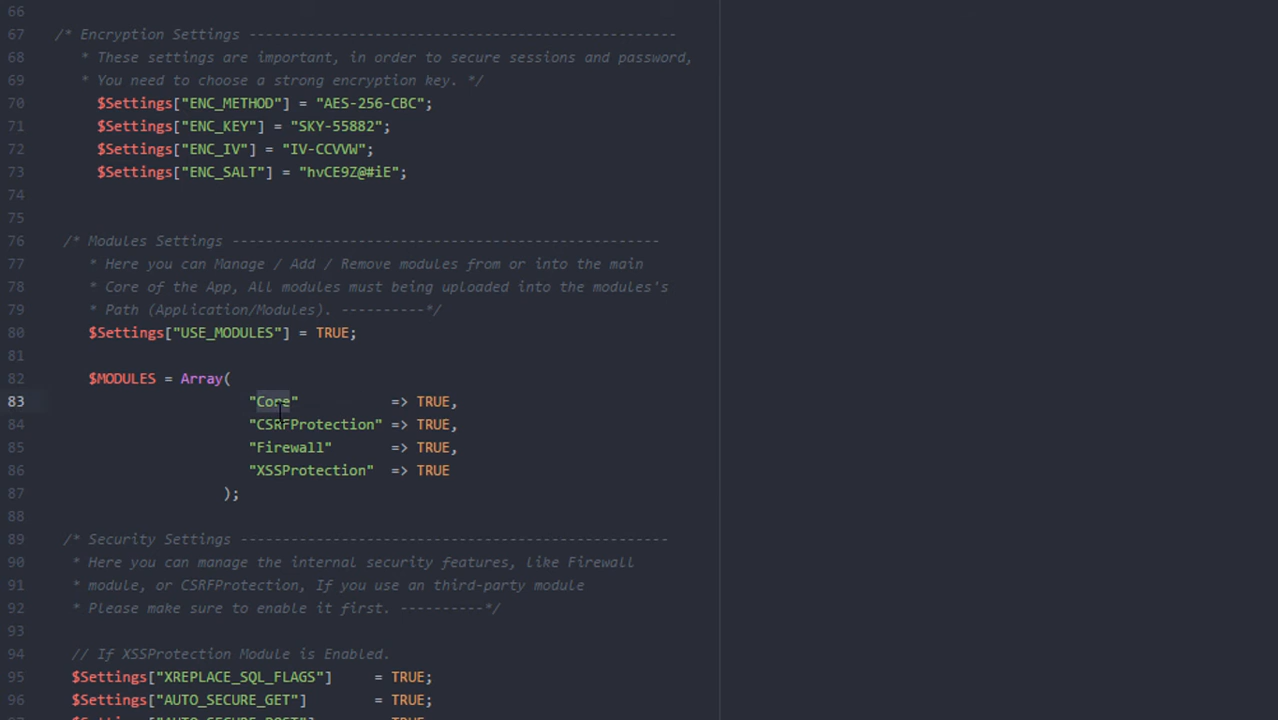 66
67 /* Encryption Settings ---------------------------------------------------
68 * These settings are important, in order to secure sessions and password,
69 * You need to choose a strong encryption key. */
70 $Settings["ENC_METHOD"] = "AES-256-CBC";
71 $Settings["ENC_KEY"] = "SKY-55882";
72 $Settings["ENC_IV"] = "IV-CCVVW";
73 $Settings["ENC_SALT"] = "hvCE9Z@#iE";
74
75
76 /* Modules Settings ---------------------------------------------------
77 * Here you can Manage / Add / Remove modules from or into the main
78 * Core of the App, All modules must being uploaded into the modules's
79 * Path (Application/Modules). ----------*/
80 $Settings["USE_MODULES"] = TRUE;
81
82 $MODULES = Array(
83 "Core" => TRUE,
84 "CSRFProtection" => TRUE,
85 "Firewall" => TRUE,
86 "XSSProtection" => TRUE
87 );
88
89 /* Security Settings ---------------------------------------------------
90 * Here you can manage the internal security features, like Firewall
91 * module, or CSRFProtection, If you use an third-party module
92 * Please make sure to enable it first. ----------*/
93
94 // If XSSProtection Module is Enabled.
95 $Settings["XREPLACE_SQL_FLAGS"] = TRUE;
96 $Settings["AUTO_SECURE_GET"] = TRUE;